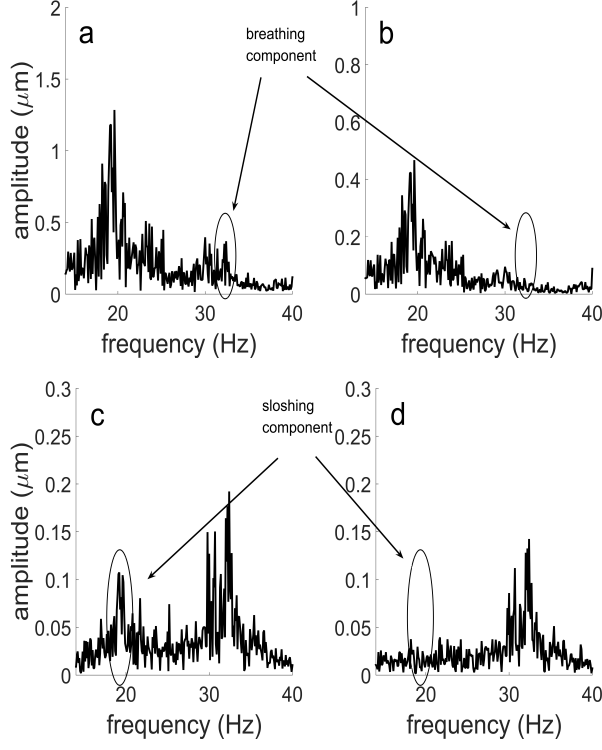 2
1.5
1
0.5
0
a
amplitude (μm)
20
30
40
frequency (Hz)
breathing
component
1
0.8
0.6
0.4
0.2
0
b
20
30
40
frequency (Hz)
0.3
0.25
0.2
0.15
0.1
0.05
0
c
amplitude (μm)
20
30
40
frequency (Hz)
sloshing
component
0.3
0.25
0.2
0.15
0.1
0.05
0
d
20
30
40
frequency (Hz)